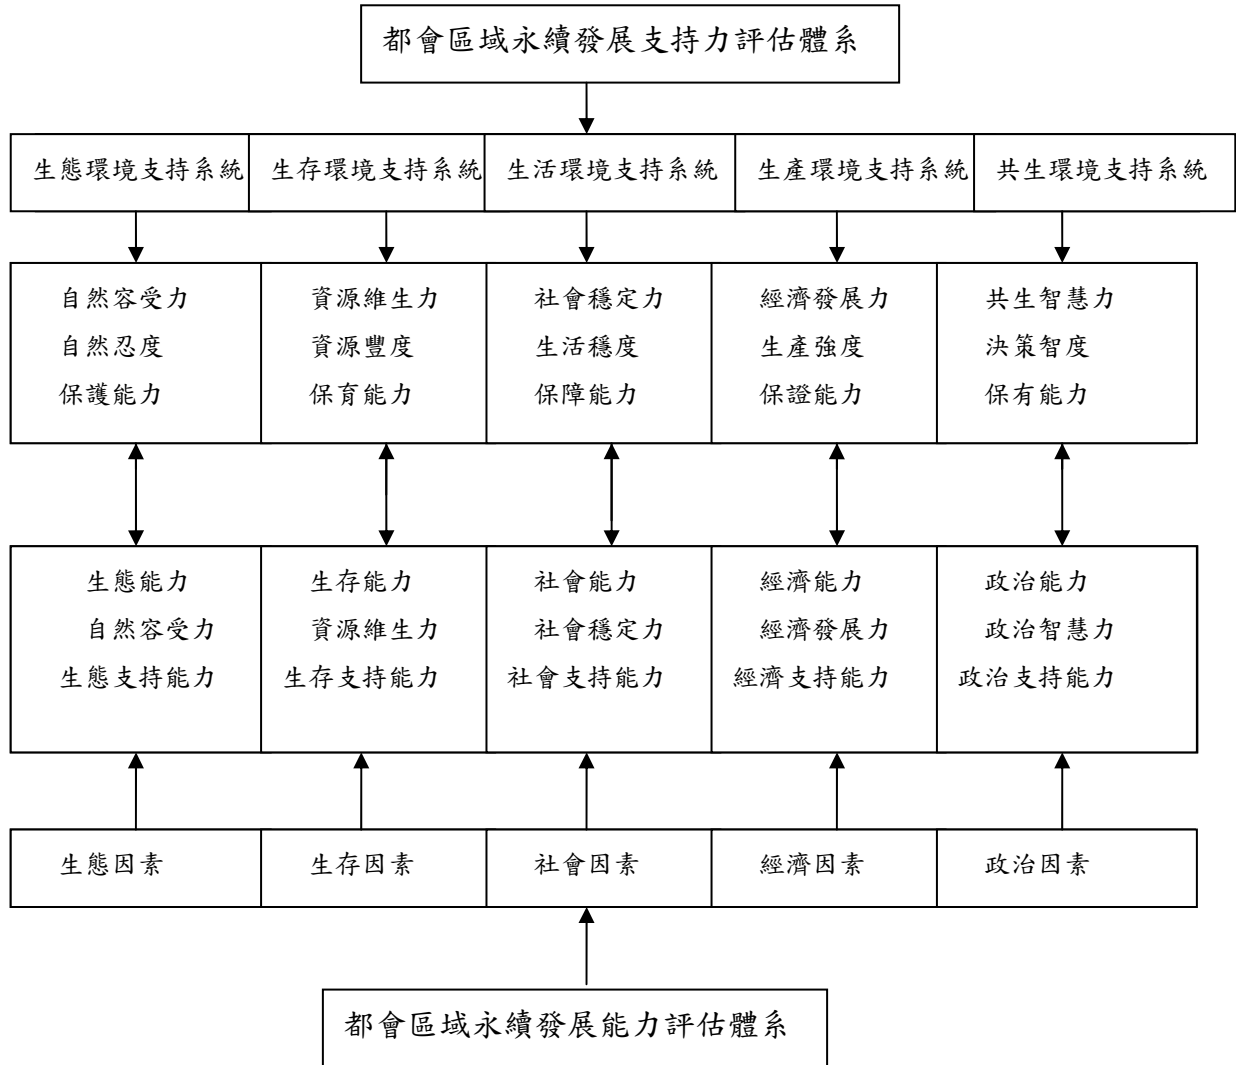 都會區域永續發展支持力評估體系
生態環境支持系統 生存環境支持系統 生活環境支持系統 生產環境支持系統 共生環境支持系統
自然容受力 資源維生力 社會穩定力 經濟發展力 共生智慧力
自然忍度 資源豐度 生活穩度 生產強度 決策智度
保護能力 保育能力 保障能力 保證能力 保有能力
生態能力 生存能力 社會能力 經濟能力 政治能力
自然容受力 資源維生力 社會穩定力 經濟發展力 政治智慧力
生態支持能力 生存支持能力 社會支持能力 經濟支持能力 政治支持能力
生態因素 生存因素 社會因素 經濟因素 政治因素
都會區域永續發展能力評估體系